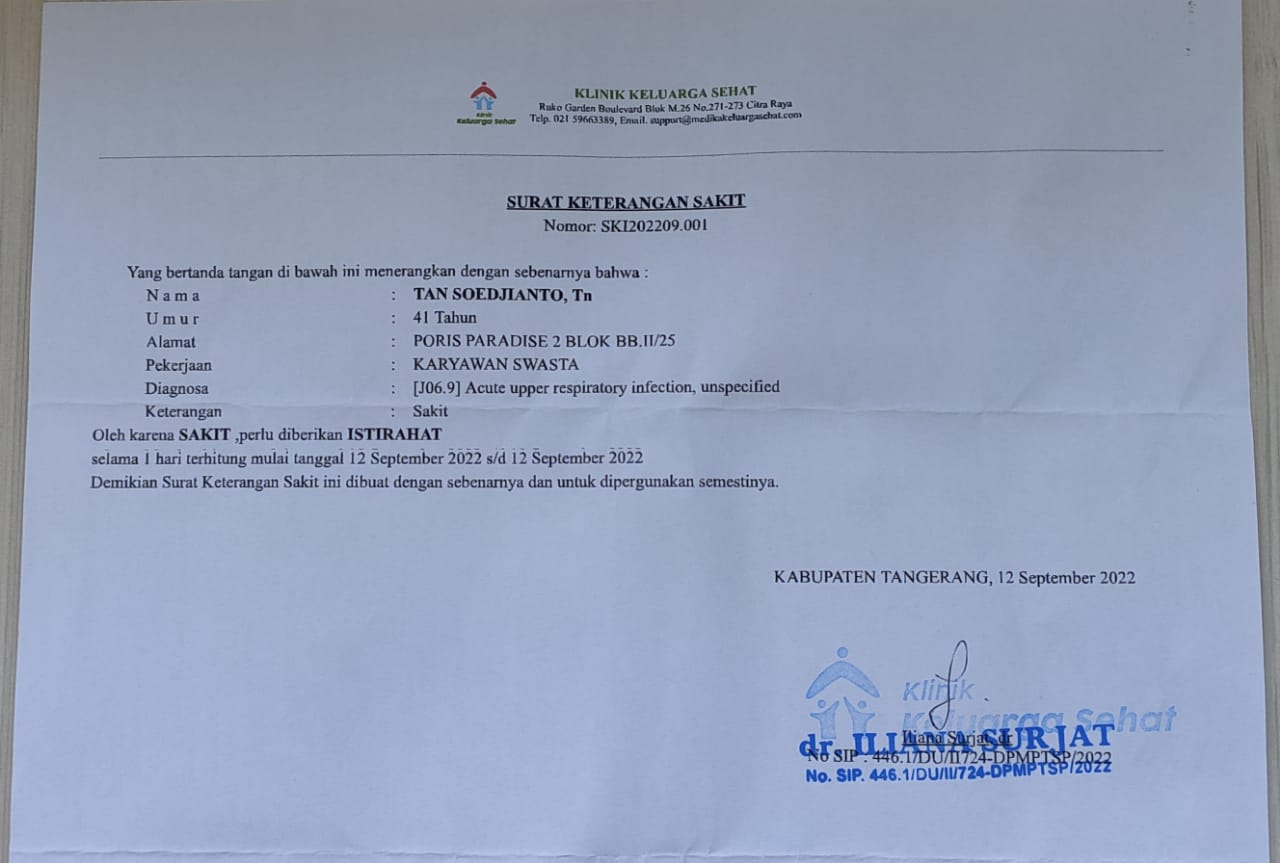 KLINIK KELUARGA SEHAT
Ruko Garden Boulevard Blok M.26 No.271-273 Citra Raya
Telp. 021 59663389, Email. support@medikakeluargasehat.com
Klinik
Keluarga Sehat
SURAT KETERANGAN SAKIT
Nomor: SKI202209.001
Yang bertanda tangan di bawah ini menerangkan dengan sebenarnya bahwa :
N a m a : TAN SOEDJIANTO, Tn
U m u r : 41 Tahun
Alamat : PORIS PARADISE 2 BLOK BB.II/25
Pekerjaan : KARYAWAN SWASTA
Diagnosa : [J06.9] Acute upper respiratory infection, unspecified
Keterangan : Sakit
Oleh karena SAKIT ,perlu diberikan ISTIRAHAT
selama 1 hari terhitung mulai tanggal 12 September 2022 s/d 12 September 2022
Demikian Surat Keterangan Sakit ini dibuat dengan sebenarnya dan untuk dipergunakan semestinya.
KABUPATEN TANGERANG, 12 September 2022
Klinik
Keluarga Sehat
Iliana Surjat, dr
dr. ILIANA SURJAT
No SIP : 446.1/DU/II/724-DPMPTSP/2022
No. SIP. 446.1/DU/II/724-DPMPTSP/2022